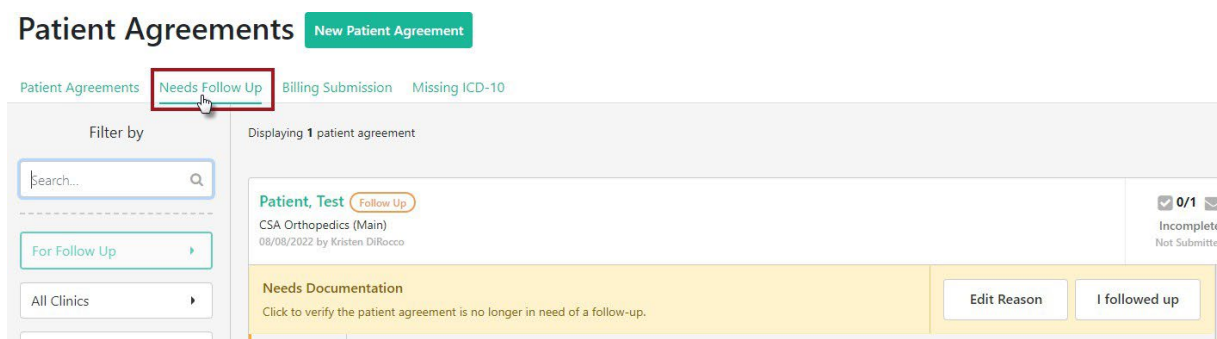 Patient Agreements New Patient Agreement
Patient Agreements Needs Follow Up Billing Submission Missing ICD-10
Filter by
Displaying 1 patient agreement
Search...
Patient, Test Follow Up
0/1
CSA Orthopedics (Main)
Incomplete
08/08/2022 by Kristen DiRocco
Not Submitte
For Follow Up
Needs Documentation
Click to verify the patient agreement is no longer in need of a follow-up.
Edit Reason I followed up
All Clinics